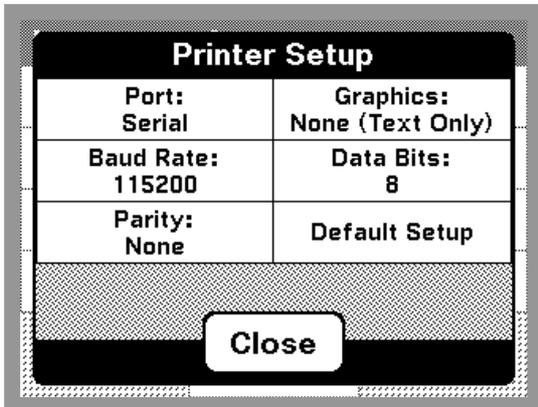 Printer Setup
Port:
Serial
Graphics:
None (Text Only)
Baud Rate:
115200
Data Bits:
8
Parity:
None
Default Setup
Close